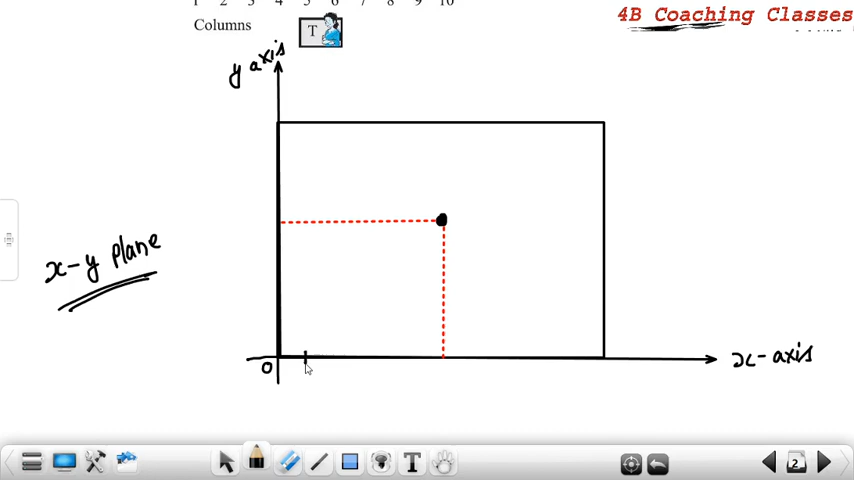 1 2 3 4 5 6 7 8 9 10
4B Coaching Classes
Columns
T
y axis
x-y plane
0
x-axis
T
2